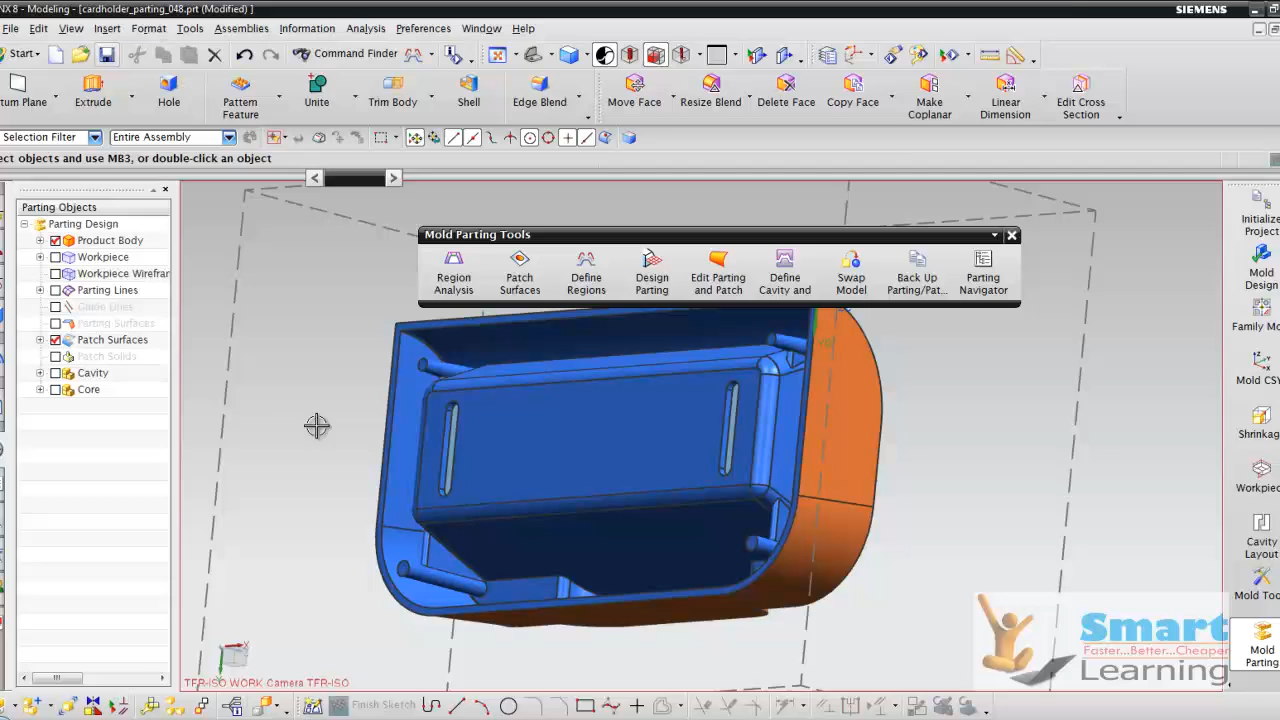 NX 8 - Modeling - [cardholder_parting_048.prt (Modified) ]
SIEMENS
File Edit View Insert Format Tools Assemblies Information Analysis Preferences Window Help
Start
Command Finder
tum Plane
Extrude
Hole
Pattern Feature
Unite
Trim Body
Shell
Edge Blend
Move Face
Resize Blend
Delete Face
Copy Face
Make Coplanar
Linear Dimension
Edit Cross Section
Selection Filter
Entire Assembly
ect objects and use MB3, or double-click an object
Parting Objects
Parting Design
Product Body
Workpiece
Workpiece Wirefran
Parting Lines
Guide Lines
Parting Surfaces
Patch Surfaces
Patch Solids
Cavity
Core
Mold Parting Tools
Region Analysis
Patch Surfaces
Define Regions
Design Parting
Edit Parting and Patch
Define Cavity and
Swap Model
Back Up Parting/Pat...
Parting Navigator
Initialize Project
Mold Design
Family Mo
Mold CSY
Shrinkag
Workpiec
Cavity Layout
Mold Too
Mold Parting
TFR-ISO WORK Camera TFR-ISO
Smart
Faster...Better...Cheaper
Learning
Finish Sketch